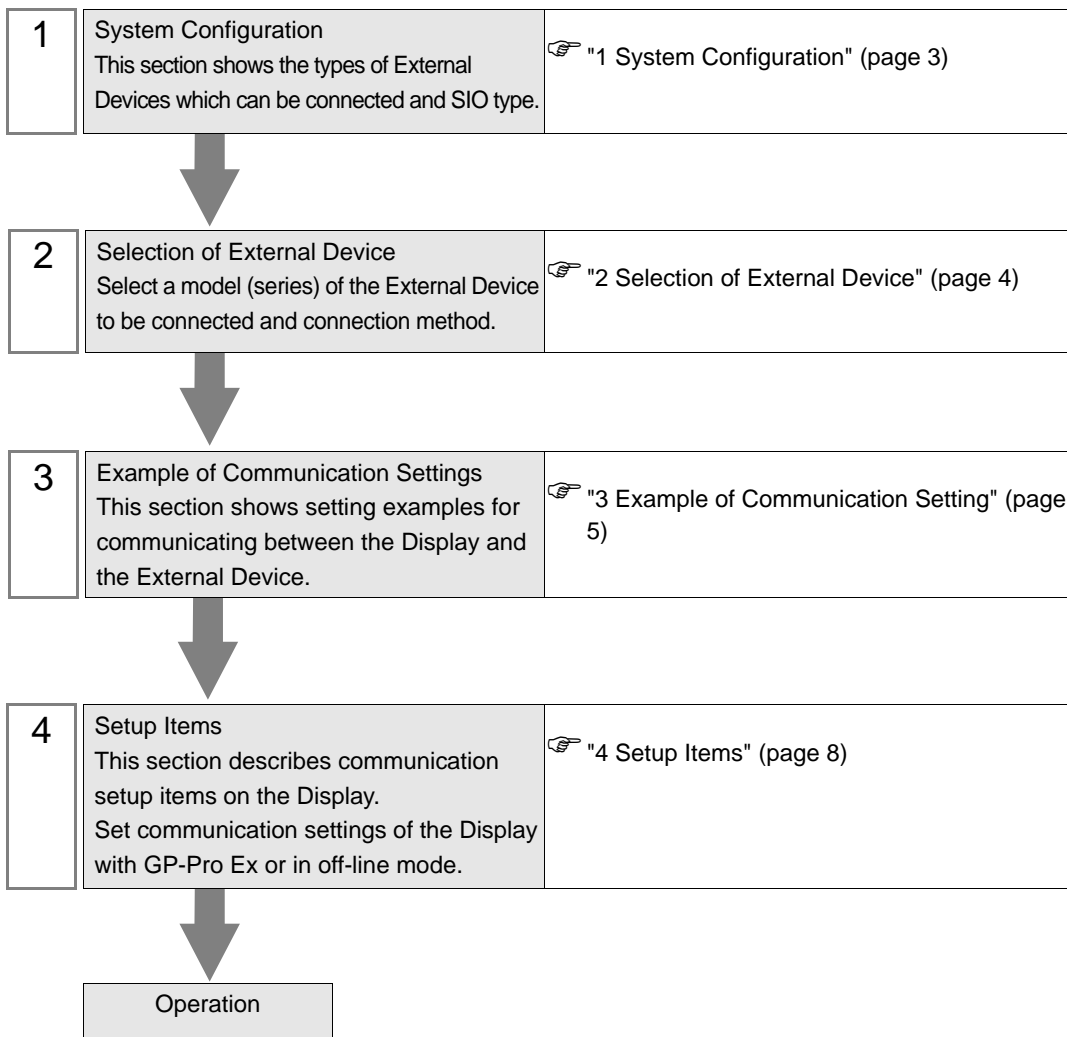 1
System Configuration
This section shows the types of External
Devices which can be connected and SIO type.
"1 System Configuration" (page 3)
2
Selection of External Device
Select a model (series) of the External Device
to be connected and connection method.
"2 Selection of External Device" (page 4)
3
Example of Communication Settings
This section shows setting examples for
communicating between the Display and
the External Device.
"3 Example of Communication Setting" (page
5)
4
Setup Items
This section describes communication
setup items on the Display.
Set communication settings of the Display
with GP-Pro Ex or in off-line mode.
"4 Setup Items" (page 8)
Operation